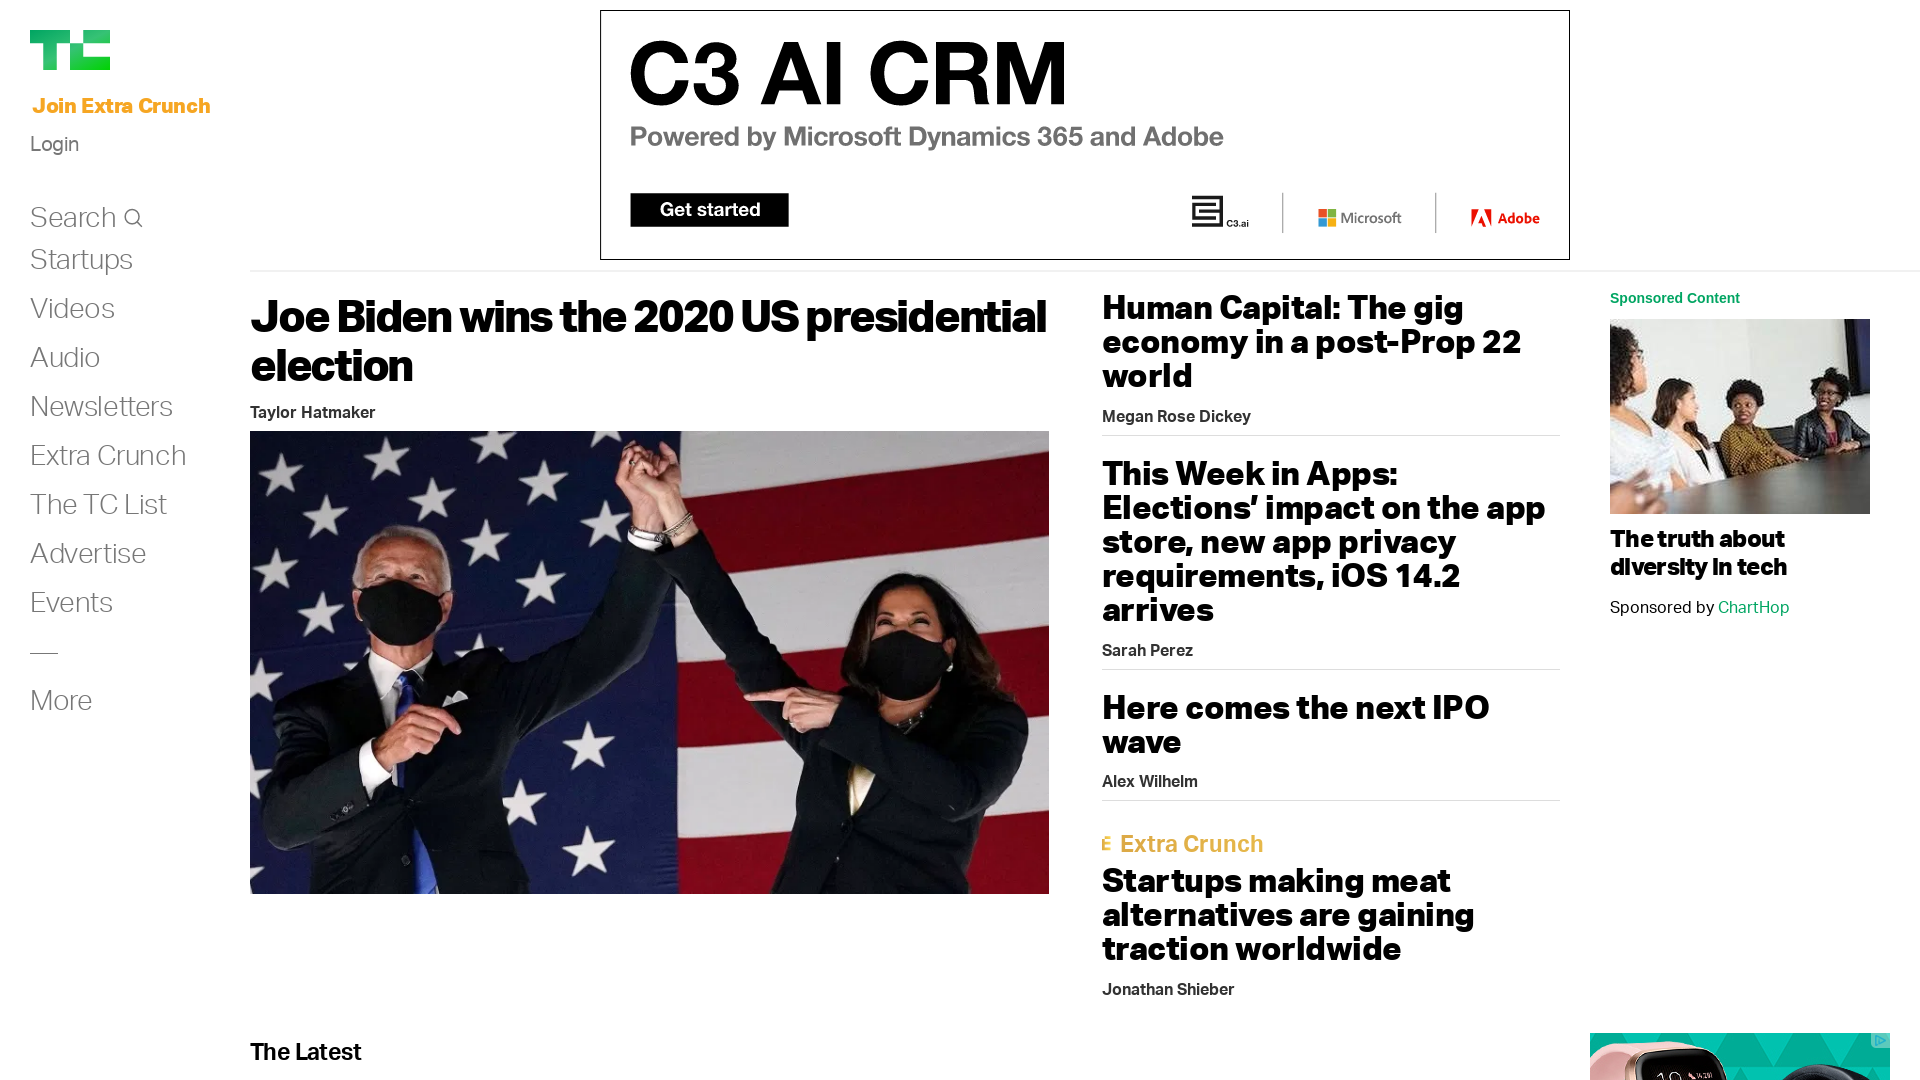 TC
Join Extra Crunch
Login
Search
Startups
Videos
Audio
Newsletters
Extra Crunch
The TC List
Advertise
Events
—
More
C3 AI CRM
Powered by Microsoft Dynamics 365 and Adobe
Get started
C3.ai
Microsoft
Adobe
Joe Biden wins the 2020 US presidential
election
Taylor Hatmaker
Human Capital: The gig
economy in a post-Prop 22
world
Megan Rose Dickey
This Week in Apps:
Elections’ impact on the app
store, new app privacy
requirements, iOS 14.2
arrives
Sarah Perez
Here comes the next IPO
wave
Alex Wilhelm
Extra Crunch
Startups making meat
alternatives are gaining
traction worldwide
Jonathan Shieber
Sponsored Content
The truth about
diversity in tech
Sponsored by ChartHop
The Latest